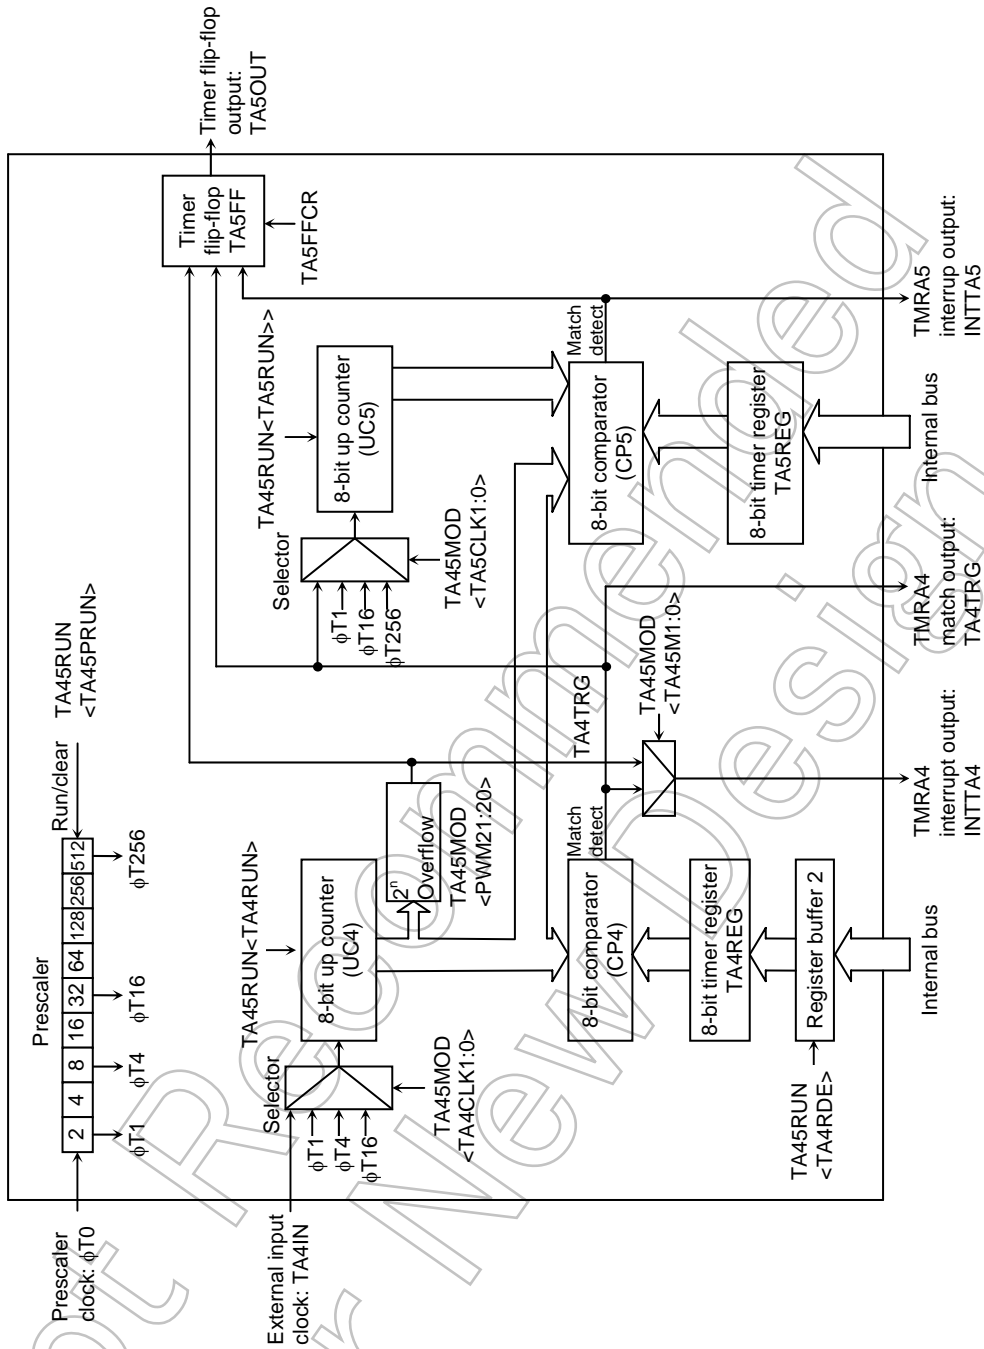 Prescaler
clock: ϕT0
Prescaler
2 4 8 16 32 64 128 256 512
Run/clear
TA45RUN
<TA45PRUN>
ϕT1
ϕT4
ϕT16
ϕT256
External input
clock: TA4IN
Selector
ϕT1
ϕT4
ϕT16
TA45MOD
<TA4CLK1:0>
TA45RUN<TA4RUN>
8-bit up counter
(UC4)
2n
Overflow
TA45MOD
<PWM21:20>
Selector
ϕT1
ϕT16
ϕT256
TA45MOD
<TA5CLK1:0>
TA45RUN<TA5RUN>>
8-bit up counter
(UC5)
Timer
flip-flop
TA5FF
TA5FFCR
Timer flip-flop
output:
TA5OUT
8-bit comparator
(CP4)
Match
detect
TA4TRG
TA45MOD
<TA45M1:0>
8-bit comparator
(CP5)
Match
detect
8-bit timer register
TA4REG
8-bit timer register
TA5REG
TA45RUN
<TA4RDE>
Register buffer 2
Internal bus
TMRA4
interrupt output:
INTTA4
TMRA4
match output:
TA4TRG
Internal bus
TMRA5
interrup output:
INTTA5
ot Recommended
r New Design